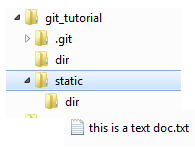 git_tutorial
.git
dir
static
dir
this is a text doc.txt